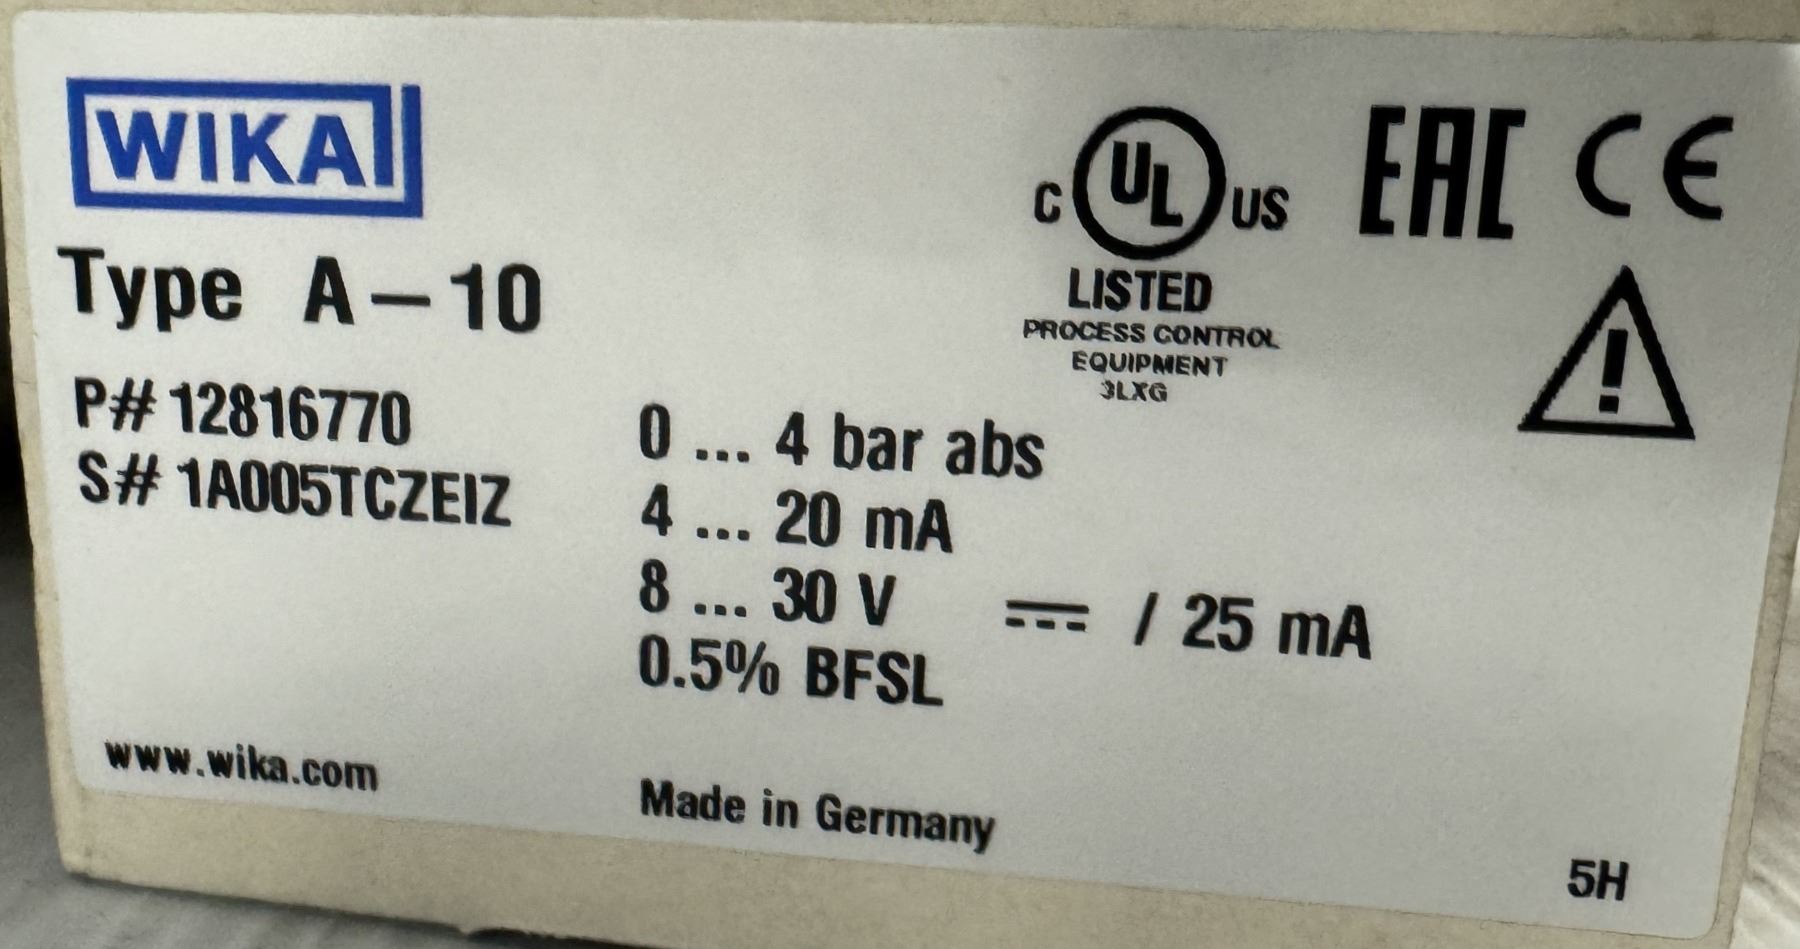 WIKA
Type A-10
P# 12816770
S# 1A005TCZEIZ
C UL US
LISTED
PROCESS CONTROL
EQUIPMENT
3LXG
EAC CE
0 ... 4 bar abs
4 ... 20 mA
8 ... 30 V ⎓ / 25 mA
0.5% BFSL
www.wika.com
Made in Germany
5H